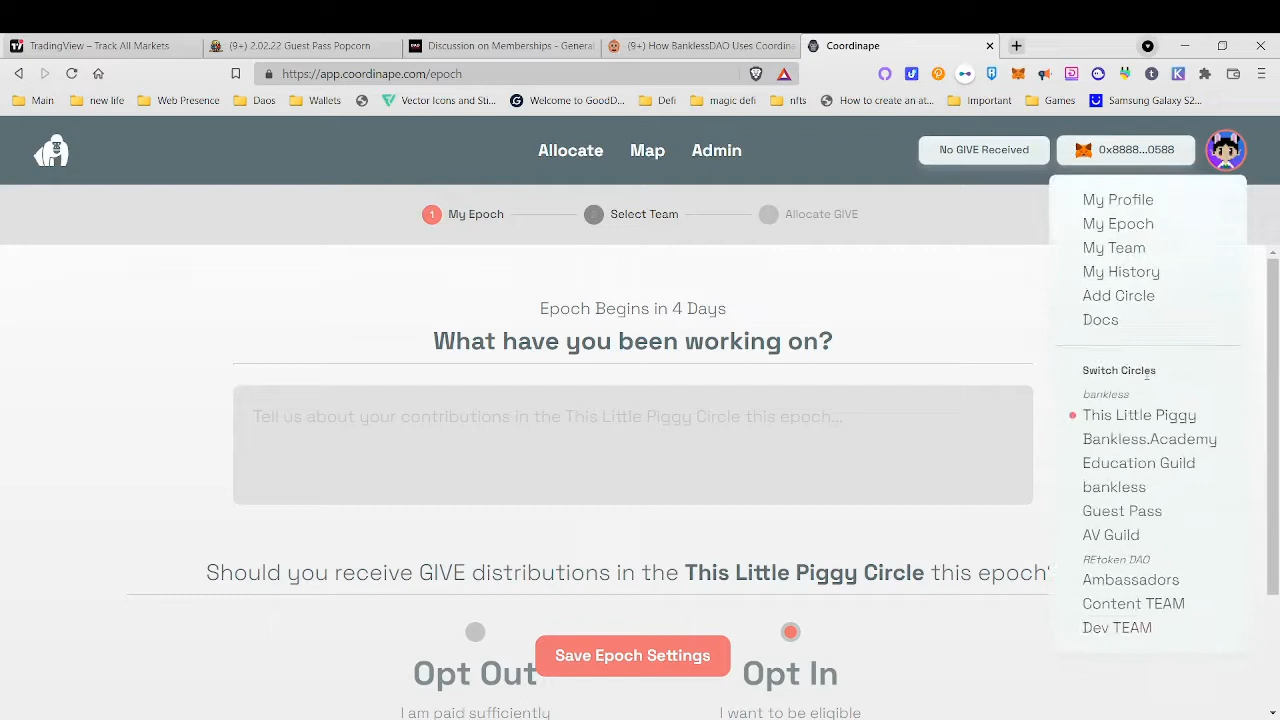 TradingView – Track All Markets
(9+) 2.02.22 Guest Pass Popcorn
Discussion on Memberships - General
(9+) How BanklessDAO Uses Coordina
Coordinape
https://app.coordinape.com/epoch
Main
new life
Web Presence
Daos
Wallets
Vector Icons and Sti...
Welcome to GoodD...
Defi
magic defi
nfts
How to create an at...
Important
Games
Samsung Galaxy S2...
Allocate
Map
Admin
No GIVE Received
0x8888...0588
1 My Epoch
2 Select Team
Allocate GIVE
My Profile
My Epoch
My Team
My History
Add Circle
Docs
Switch Circles
bankless
This Little Piggy
Bankless.Academy
Education Guild
bankless
Guest Pass
AV Guild
REtoken DAO
Ambassadors
Content TEAM
Dev TEAM
Epoch Begins in 4 Days
What have you been working on?
Tell us about your contributions in the This Little Piggy Circle this epoch...
Should you receive GIVE distributions in the This Little Piggy Circle this epoch?
Opt Out
I am paid sufficiently
Save Epoch Settings
Opt In
I want to be eligible